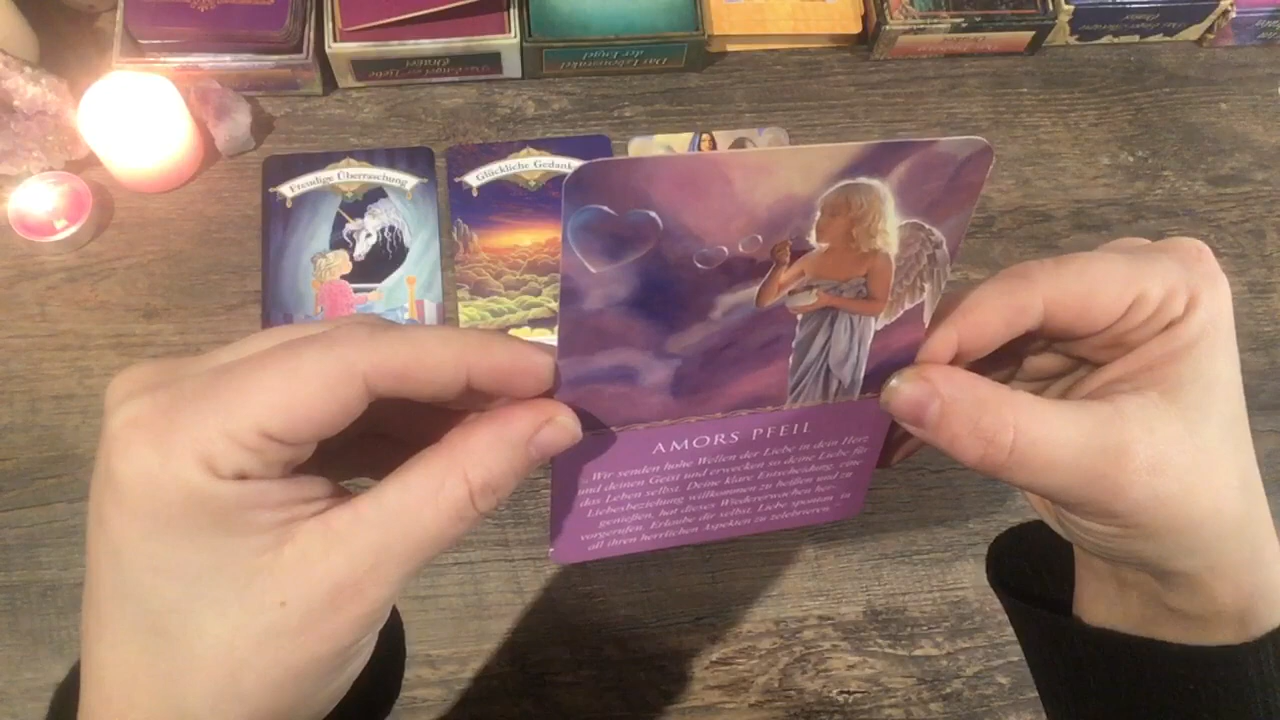 Orakel
Das Lebensorakel
der Engel
Freudige Überraschung
Glückliche Gedank
AMORS PFEIL
Wir senden hohe Wellen der Liebe in dein Herz
und deinen Geist und erwecken so deine Liebe für
das Leben selbst. Deine klare Entscheidung, eine
Liebesbeziehung willkommen zu heißen und zu
genießen, hat dieses Wiedererwachen her-
vorgerufen. Erlaube dir selbst, Liebe spontan in
all ihren herrlichen Aspekten zu zelebrieren.